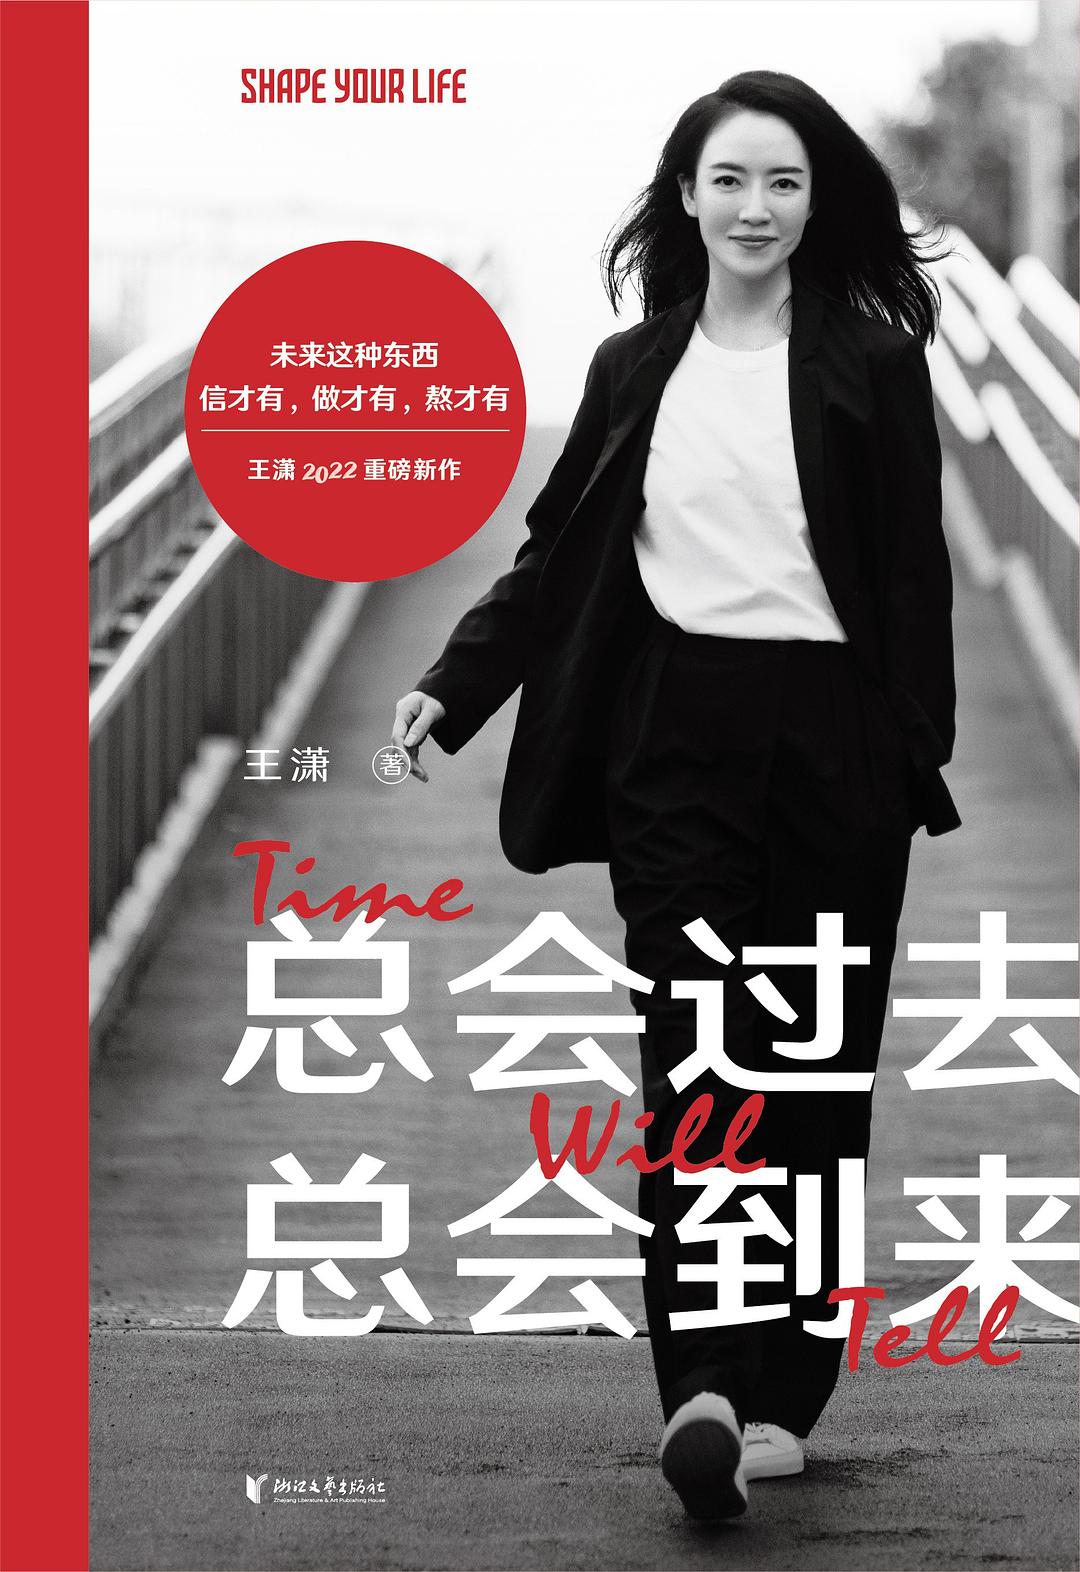 SHAPE YOUR LIFE
未来这种东西
信才有，做才有，熬才有
王潇 2022 重磅新作
王潇 著
Time
总会过去
Will
总会到来
Tell
浙江文艺出版社
Zhejiang Literature & Art Publishing House